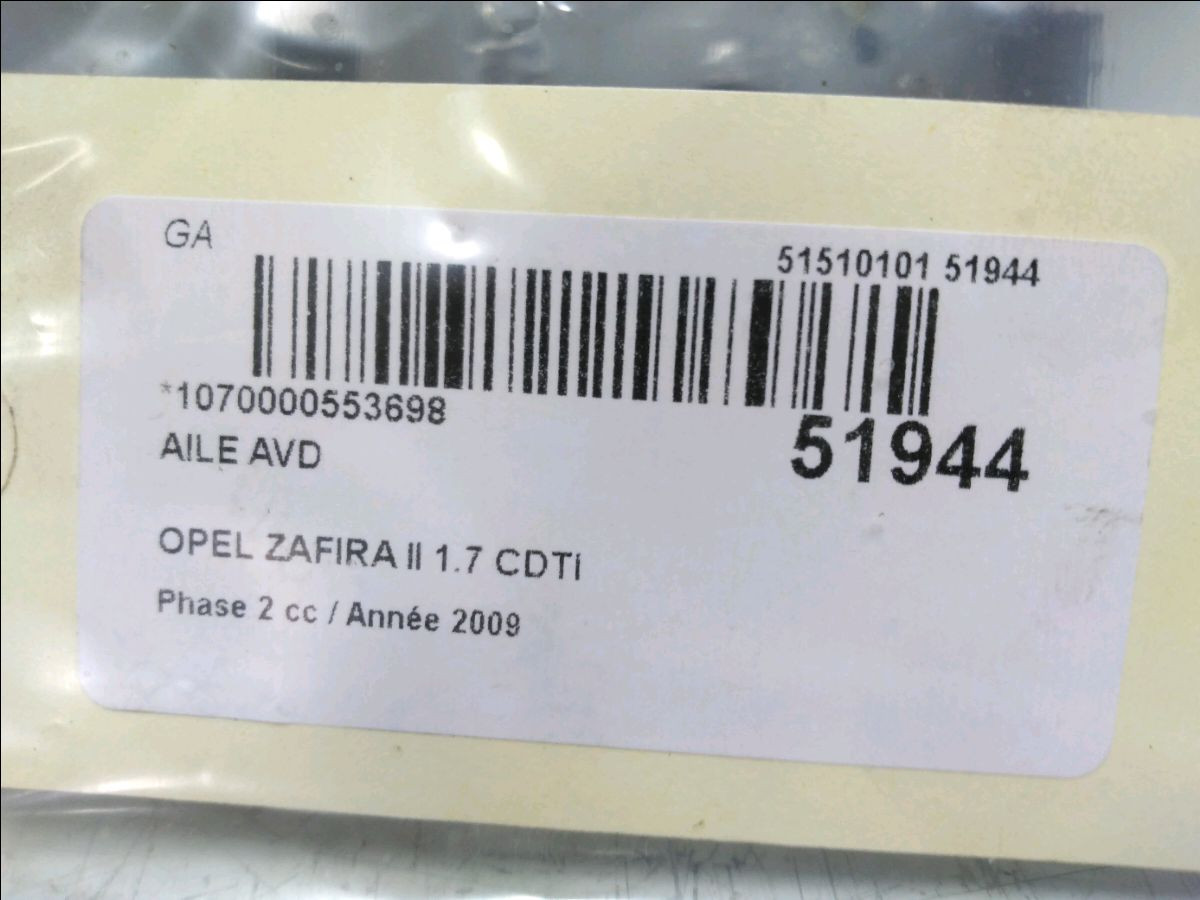 GA
51510101 51944
*1070000553698
51944
AILE AVD
OPEL ZAFIRA II 1.7 CDTI
Phase 2 cc / Année 2009